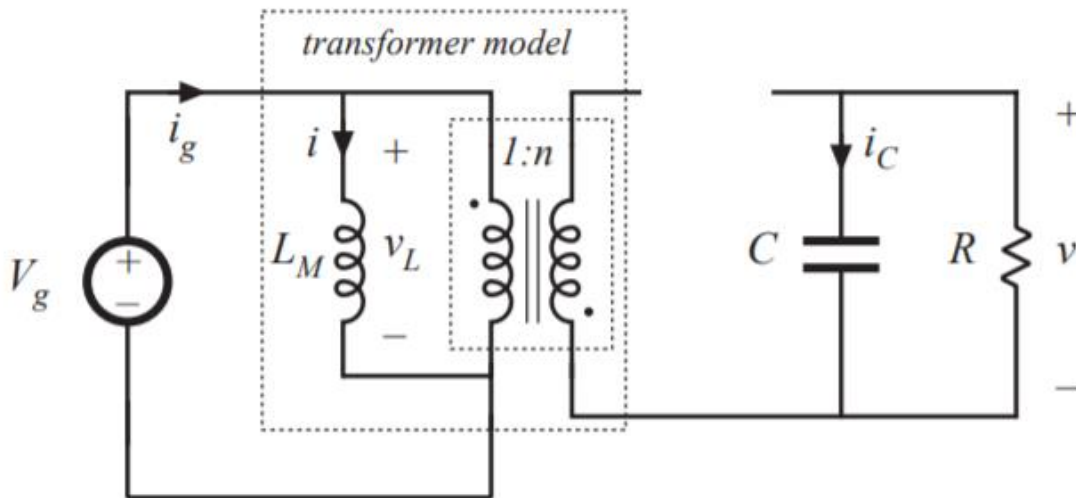 transformer model
i_g
i
+
1:n
i_C
+
V_g
+
−
L_M
v_L
C
R
v
−
−